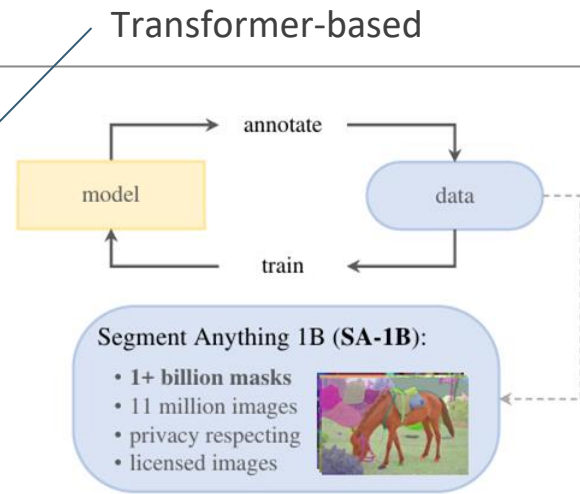 Transformer-based
annotate
model
data
train
Segment Anything 1B (SA-1B):
• 1+ billion masks
• 11 million images
• privacy respecting
• licensed images